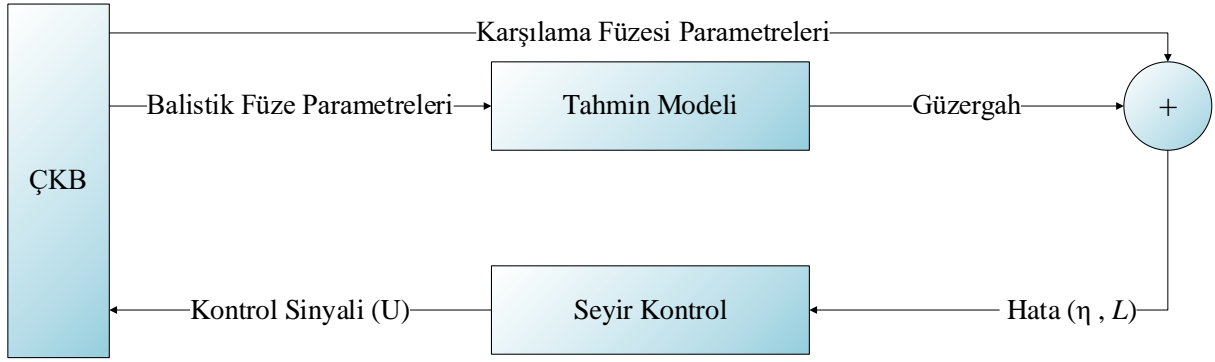 Karşılama Füzesi Parametreleri
Balistik Füze Parametreleri
Tahmin Modeli
Güzergah
+
ÇKB
Kontrol Sinyali (U)
Seyir Kontrol
Hata (η , L)